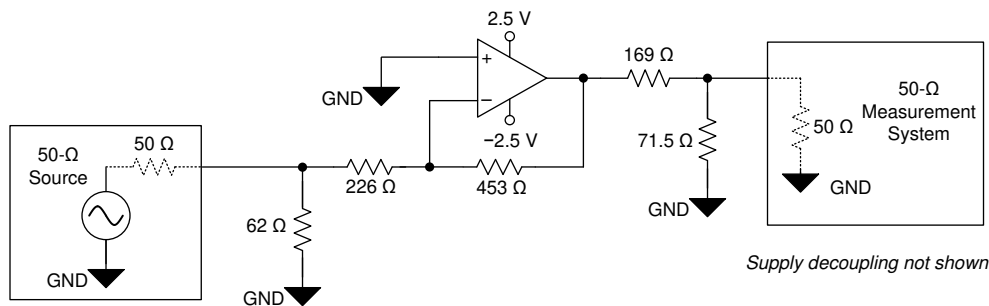 2.5 V
+
−
−2.5 V
GND
169 Ω
71.5 Ω
GND
50-Ω
Measurement
System
50 Ω
GND
50-Ω
Source
50 Ω
GND
226 Ω
453 Ω
62 Ω
GND
Supply decoupling not shown